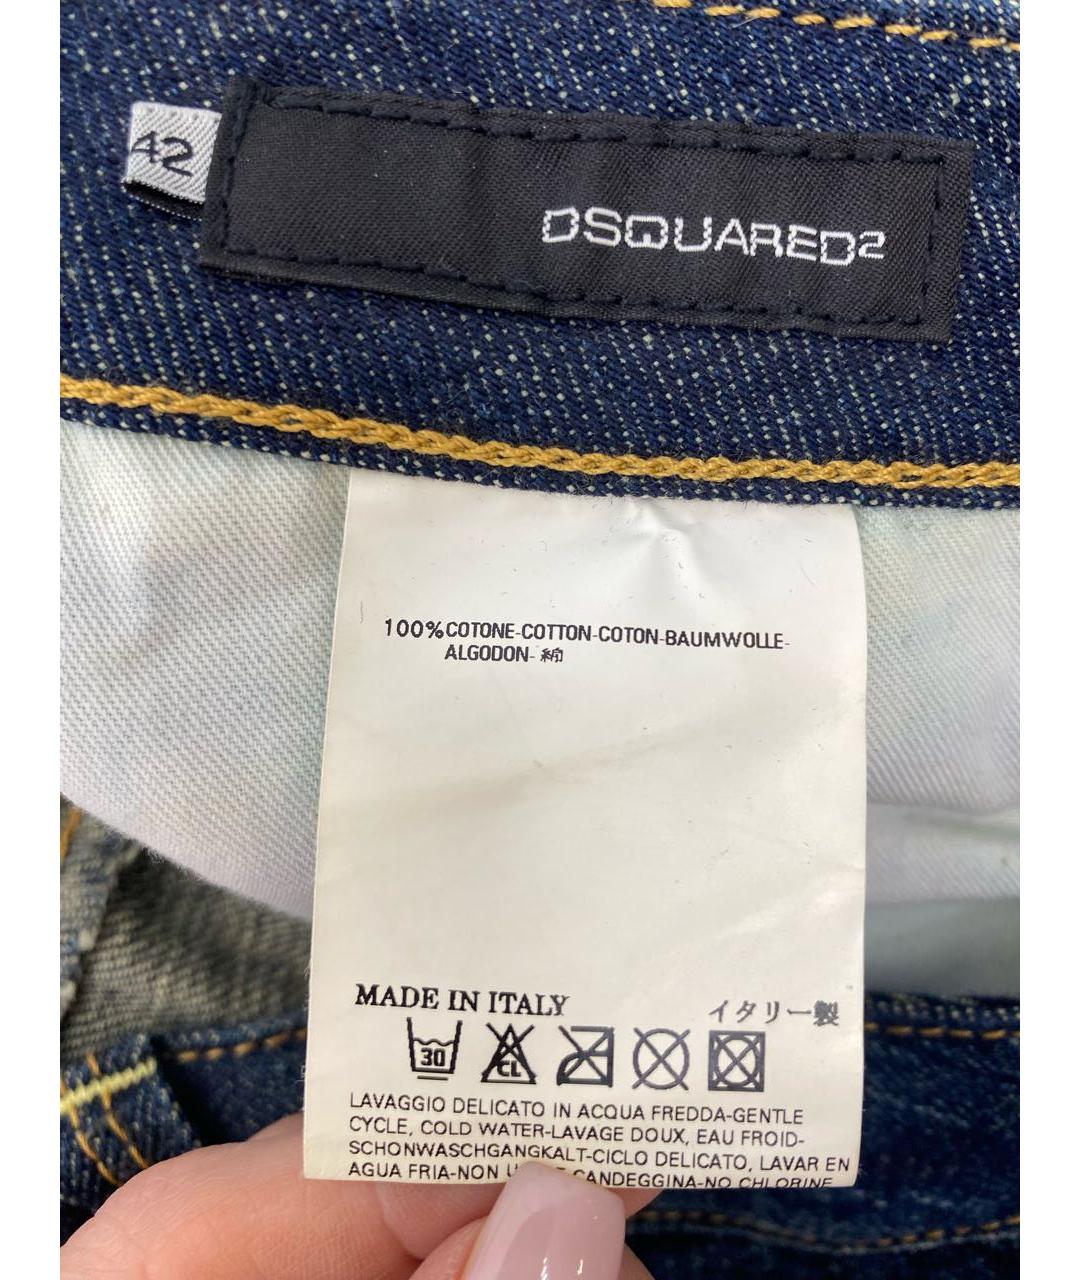 42
DSQUARED2
100%COTONE-COTTON-COTON-BAUMWOLLE-
ALGODON- 綿
MADE IN ITALY イタリー製
30 CL
LAVAGGIO DELICATO IN ACQUA FREDDA-GENTLE
CYCLE, COLD WATER-LAVAGE DOUX, EAU FROID-
SCHONWASCHGANGKALT-CICLO DELICATO, LAVAR EN
AGUA FRIA-NON CANDEGGINA-NO CHLORINE